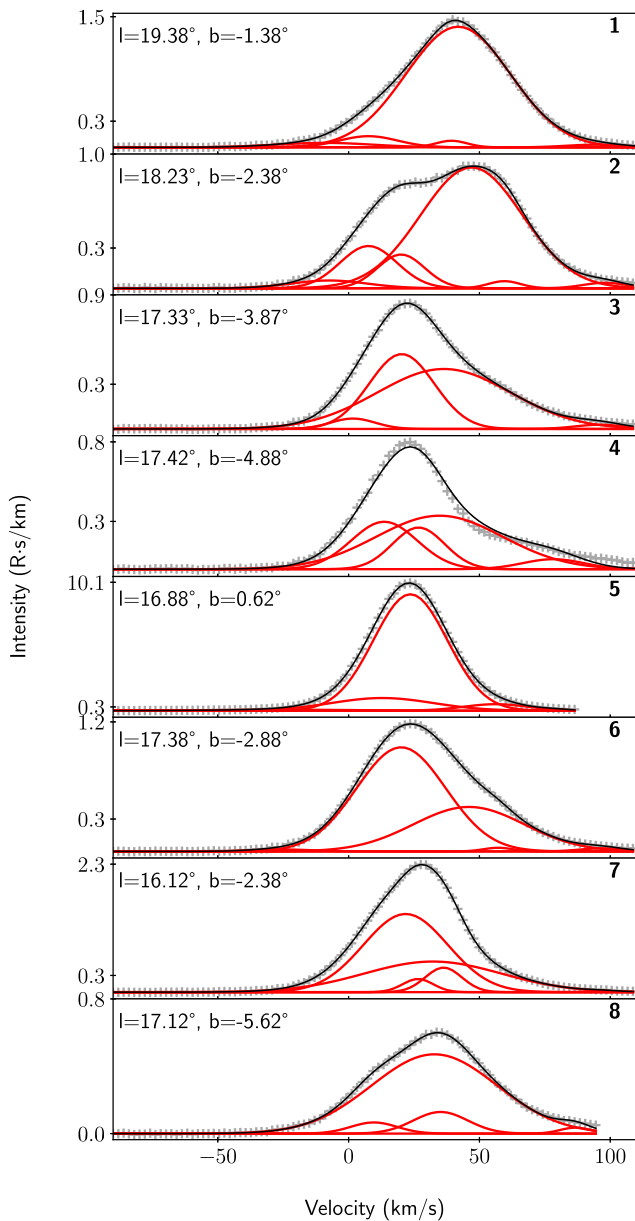 1.5
l=19.38°, b=-1.38°
1
0.3
1.0
l=18.23°, b=-2.38°
2
0.3
0.9
l=17.33°, b=-3.87°
3
0.3
0.8
l=17.42°, b=-4.88°
4
0.3
10.1
l=16.88°, b=0.62°
5
0.3
1.2
l=17.38°, b=-2.88°
6
0.3
2.3
l=16.12°, b=-2.38°
7
0.3
0.8
l=17.12°, b=-5.62°
8
0.0
−50 0 50 100
Velocity (km/s)
Intensity (R·s/km)